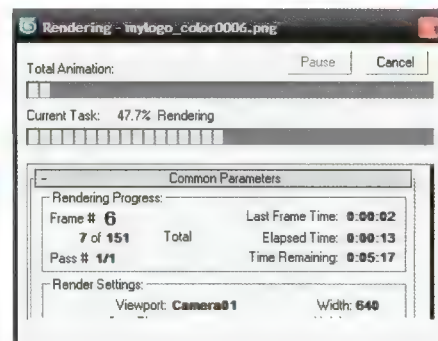 Rendering - mylogo_color0006.png
Total Animation:
Pause Cancel
Current Task: 47.7% Rendering
- Common Parameters
Rendering Progress:
Frame # 6 Last Frame Time: 0:00:02
7 of 151 Total Elapsed Time: 0:00:13
Pass # 1/1 Time Remaining: 0:05:17
Render Settings:
Viewport: Camera01 Width: 640